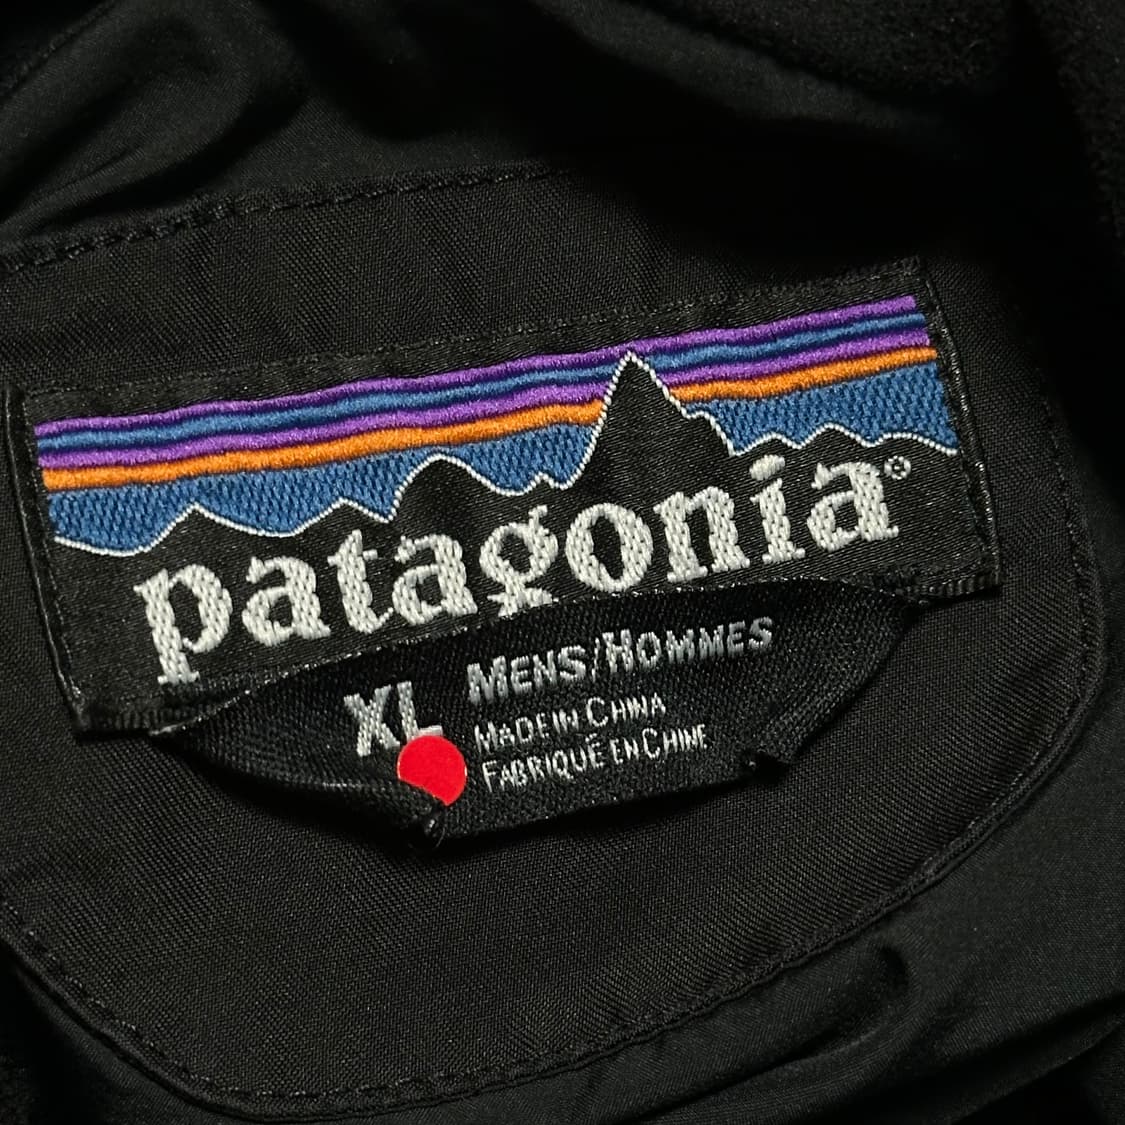 patagonia®
XL
MENS/HOMMES
MADE IN CHINA
FABRIQUÉ EN CHINE